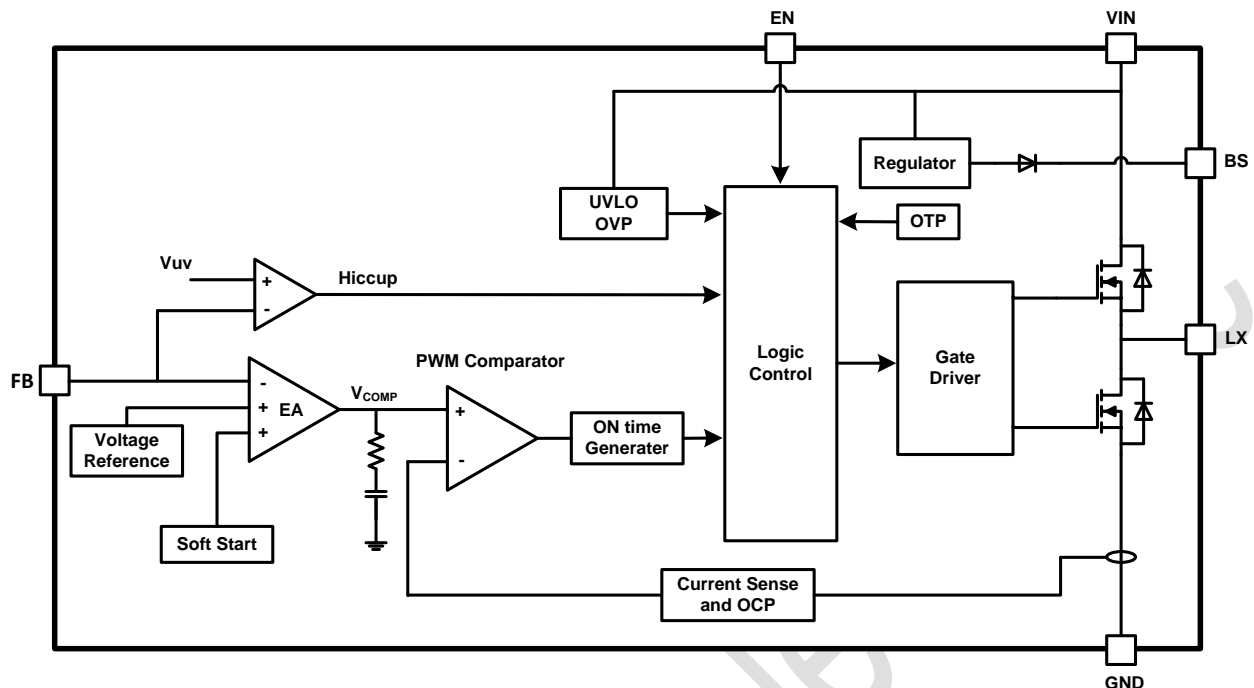 EN
VIN
BS
Regulator
UVLO
OVP
OTP
Vuv
+
-
Hiccup
FB
PWM Comparator
Logic
Control
Gate
Driver
LX
-
+
+
EA
VCOMP
+
-
Voltage
Reference
ON time
Generater
Soft Start
Current Sense
and OCP
GND